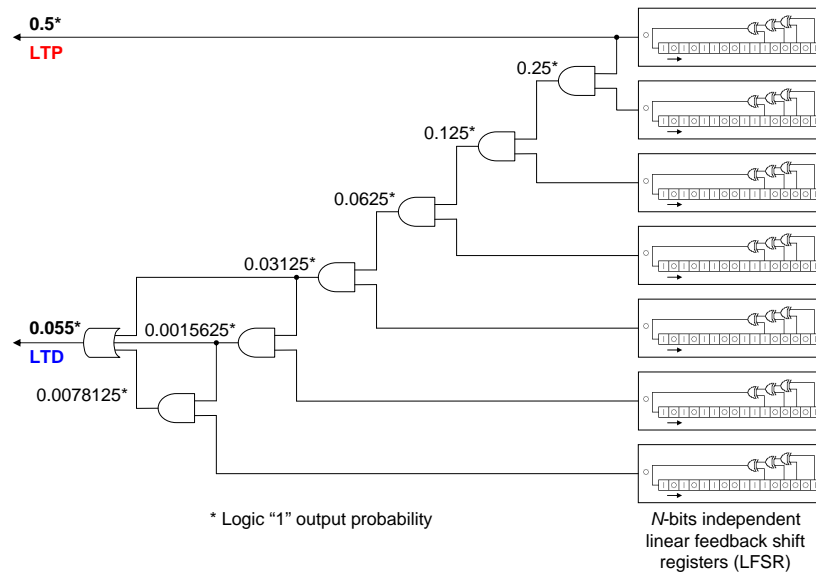 0.5*
LTP
0.25*
0.125*
0.0625*
0.03125*
0.055*
0.0015625*
LTD
0.0078125*
* Logic “1” output probability
N-bits independent
linear feedback shift
registers (LFSR)